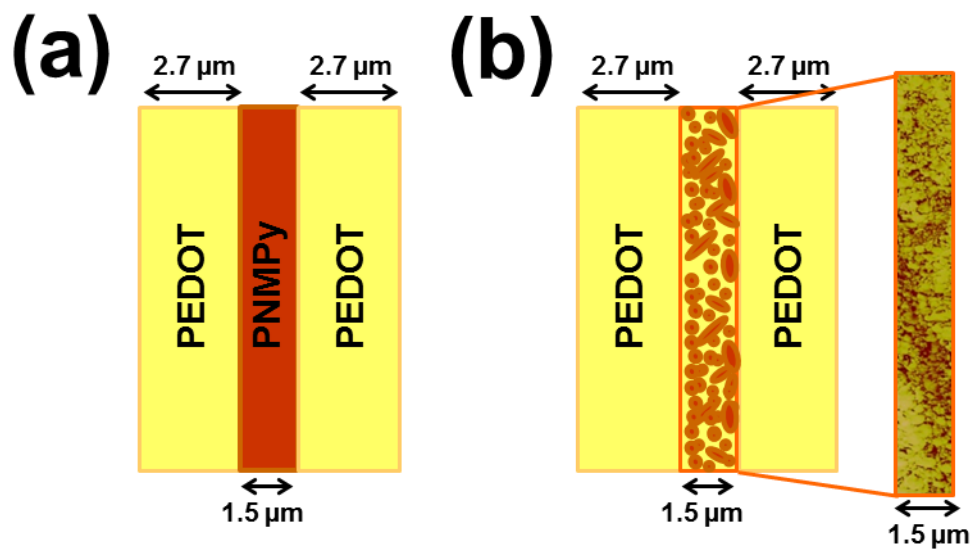 (a)
2.7 µm
2.7 µm
PEDOT
PNMPy
PEDOT
1.5 µm
(b)
2.7 µm
2.7 µm
PEDOT
PEDOT
1.5 µm
1.5 µm